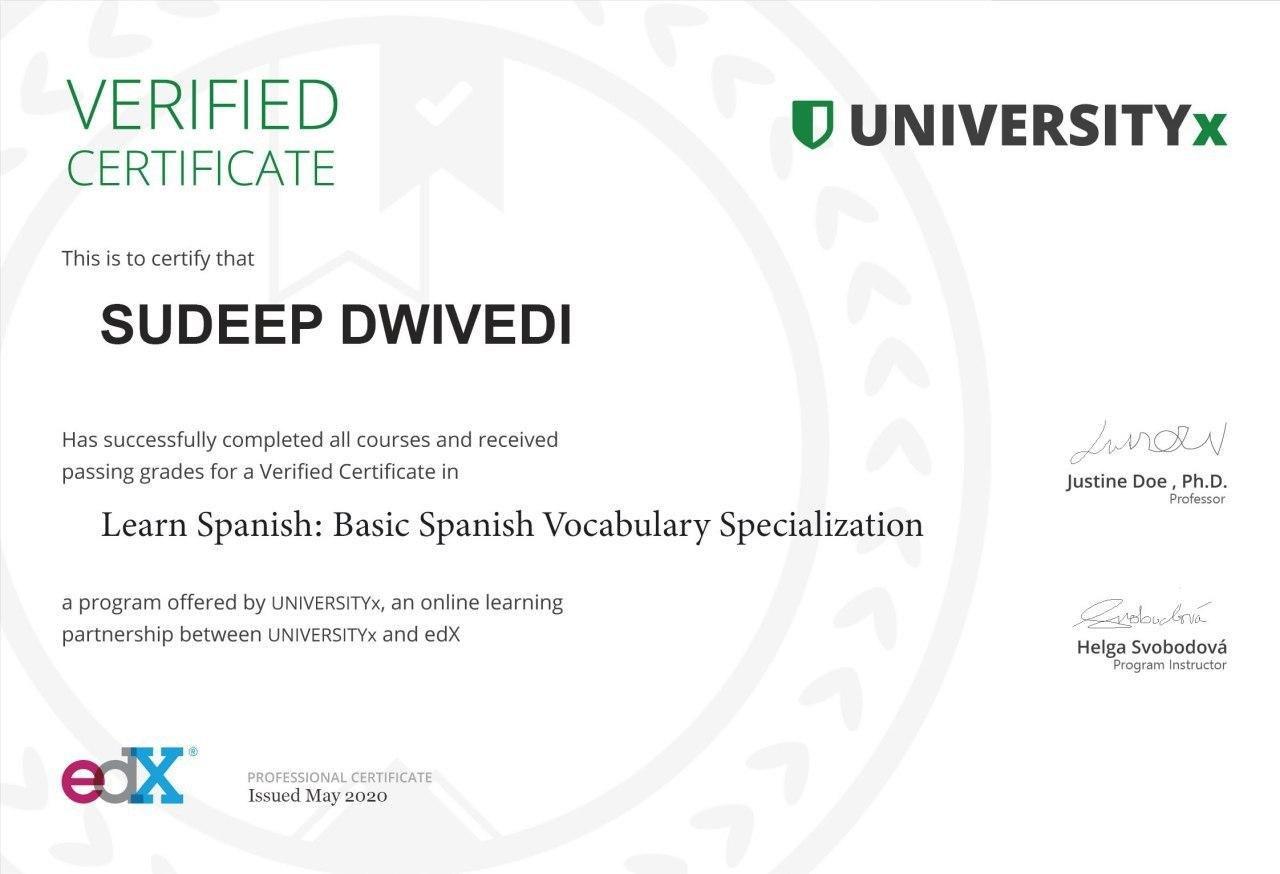 VERIFIED
CERTIFICATE
UNIVERSITYx
This is to certify that
SUDEEP DWIVEDI
Has successfully completed all courses and received
passing grades for a Verified Certificate in
Learn Spanish: Basic Spanish Vocabulary Specialization
a program offered by UNIVERSITYx, an online learning
partnership between UNIVERSITYx and edX
Justine Doe , Ph.D.
Professor
Svobodová
Helga Svobodová
Program Instructor
edX®
PROFESSIONAL CERTIFICATE
Issued May 2020